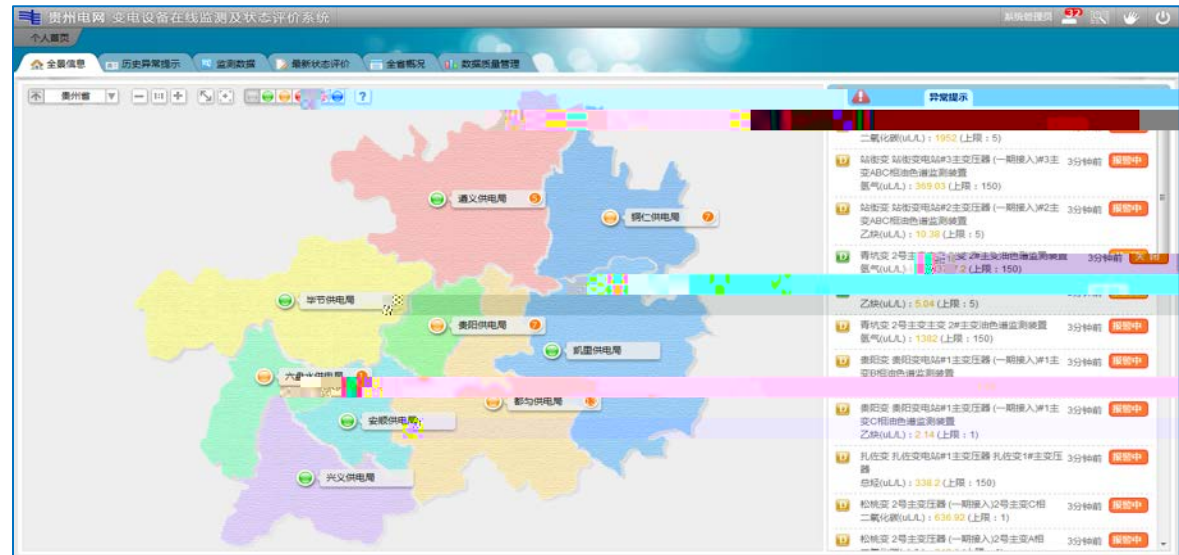 贵州电网 变电设备在线监测及状态评价系统
系统管理员 32
个人首页
全景信息 历史异常提示 监测数据 最新状态评价 全省概况 数据质量管理
贵州省 1:1 ?
异常提示
遵义供电局 5
铜仁供电局
毕节供电局
贵阳供电局
凯里供电局
六盘水供电局
都匀供电局
安顺供电局
兴义供电局
二氧化碳(uL/L)：1952 (上限：5)
站街变 站街变电站#3主变压器 (一期接入)#3主 3分钟前 报警中
变ABC相油色谱监测装置
氢气(uL/L)：369.03 (上限：150)
站街变 站街变电站#2主变压器 (一期接入)#2主 3分钟前 报警中
变ABC相油色谱监测装置
乙炔(uL/L)：10.38 (上限：5)
青坑变 2号主变 2#主变油色谱监测装置 3分钟前
氢气(uL/L) (上限：150)
乙炔(uL/L)：5.04 (上限：5)
青坑变 2号主变主变 2#主变油色谱监测装置 3分钟前 报警中
氢气(uL/L)：1382 (上限：150)
贵阳变 贵阳变电站#1主变压器 (一期接入)#1主 3分钟前 报警中
变B相油色谱监测装置
贵阳变 贵阳变电站#1主变压器 (一期接入)#1主 3分钟前 报警中
变C相油色谱监测装置
乙炔(uL/L)：2.14 (上限：1)
扎佐变 扎佐变电站#1主变压器 扎佐变1#主变压 3分钟前 报警中
器
总烃(uL/L)：338.2 (上限：150)
松桃变 2号主变压器 (一期接入)2号主变C相 3分钟前 报警中
二氧化碳(uL/L)：636.92 (上限：1)
松桃变 2号主变压器 (一期接入)2号主变A相 3分钟前 报警中